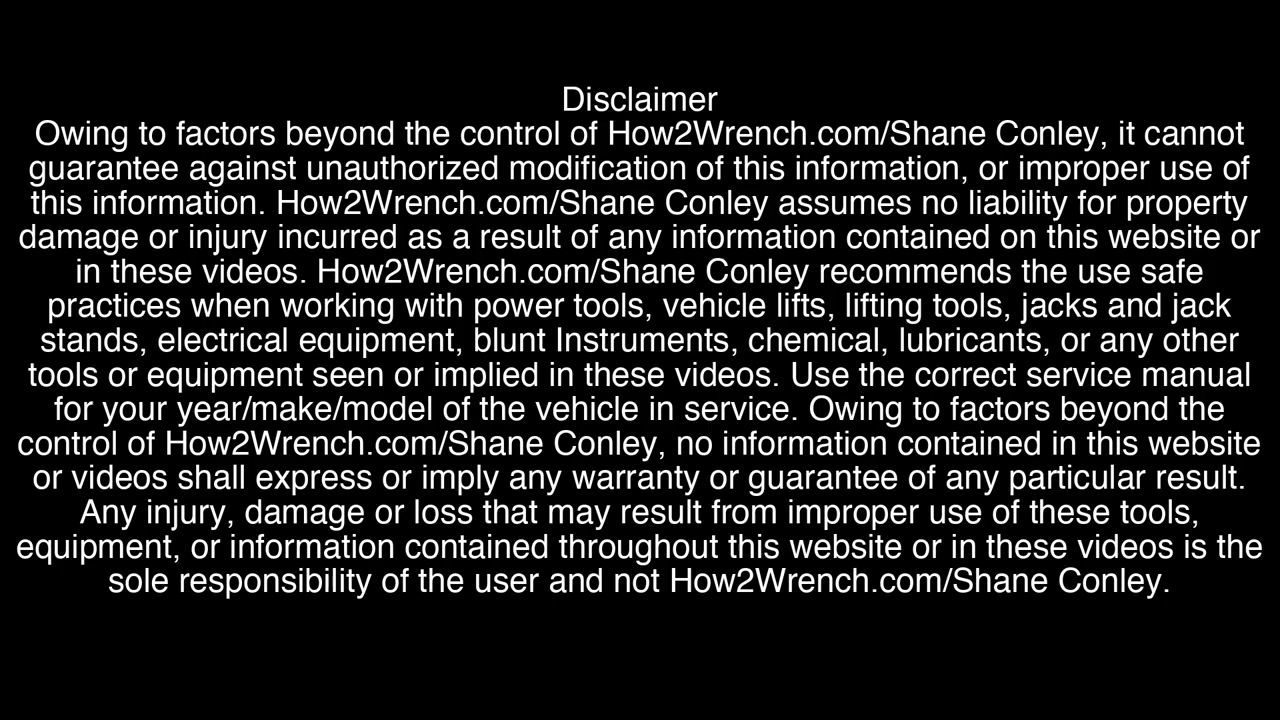 Disclaimer
Owing to factors beyond the control of How2Wrench.com/Shane Conley, it cannot
guarantee against unauthorized modification of this information, or improper use of
this information. How2Wrench.com/Shane Conley assumes no liability for property
damage or injury incurred as a result of any information contained on this website or
in these videos. How2Wrench.com/Shane Conley recommends the use safe
practices when working with power tools, vehicle lifts, lifting tools, jacks and jack
stands, electrical equipment, blunt Instruments, chemical, lubricants, or any other
tools or equipment seen or implied in these videos. Use the correct service manual
for your year/make/model of the vehicle in service. Owing to factors beyond the
control of How2Wrench.com/Shane Conley, no information contained in this website
or videos shall express or imply any warranty or guarantee of any particular result.
Any injury, damage or loss that may result from improper use of these tools,
equipment, or information contained throughout this website or in these videos is the
sole responsibility of the user and not How2Wrench.com/Shane Conley.